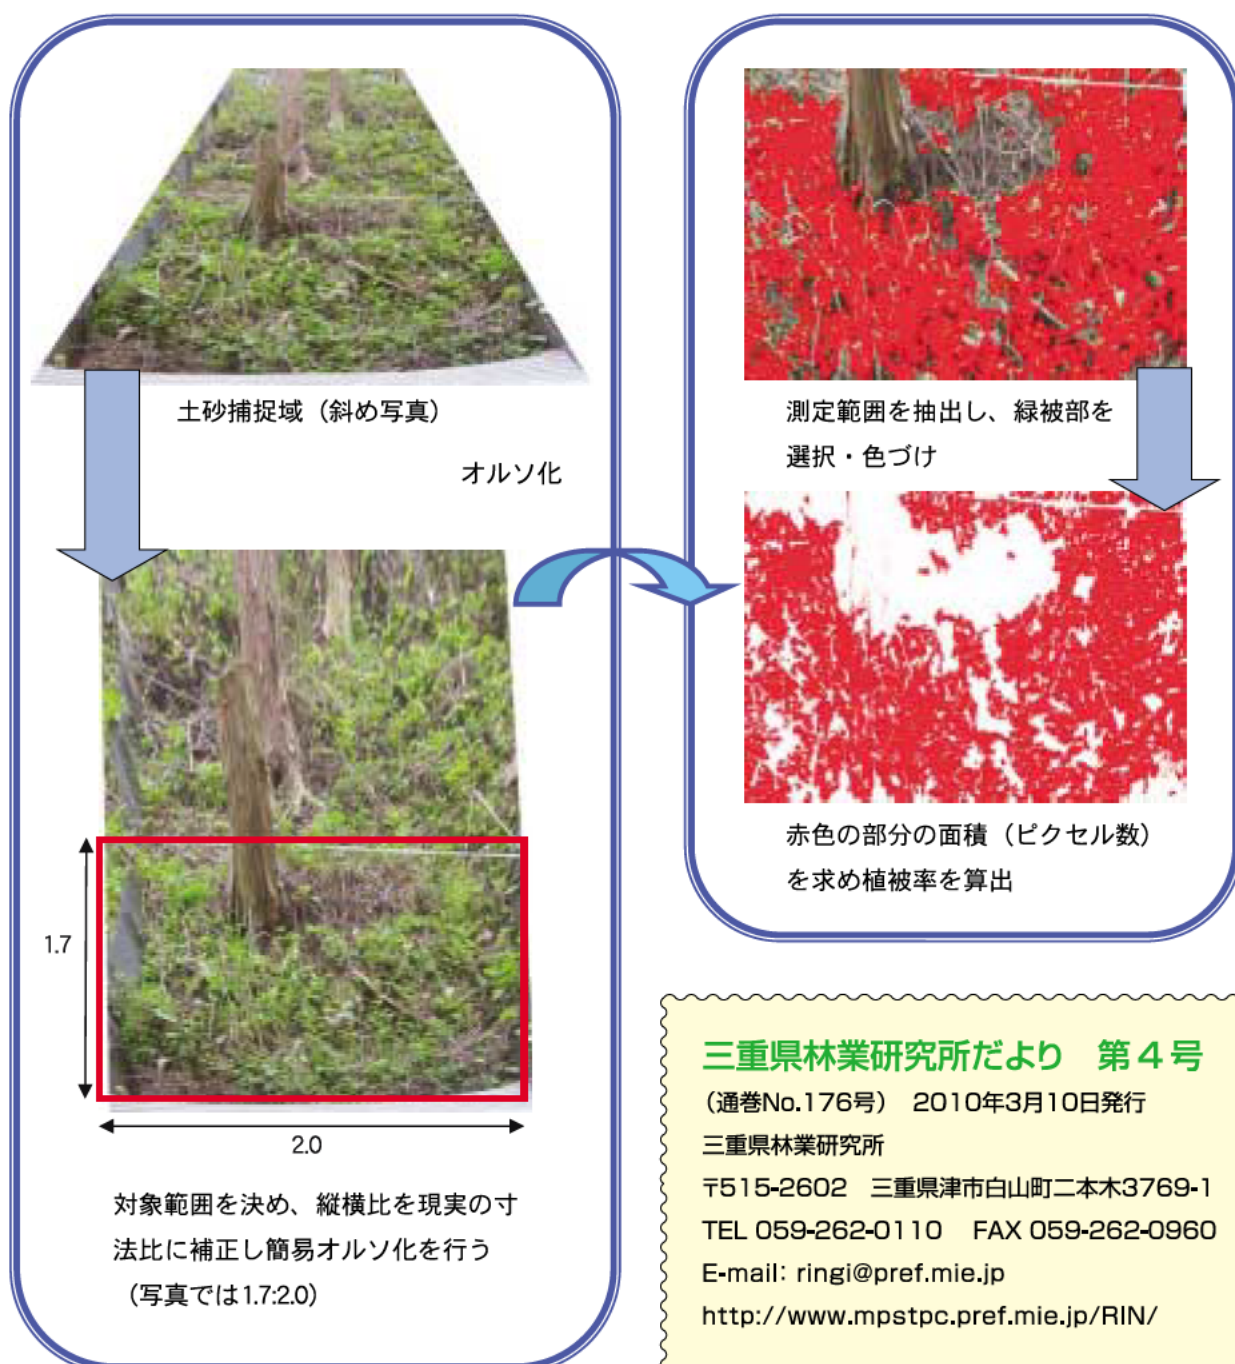 土砂捕捉域（斜め写真）
オルソ化
1.7
2.0
対象範囲を決め、縦横比を現実の寸
法比に補正し簡易オルソ化を行う
（写真では1.7:2.0）
測定範囲を抽出し、緑被部を
選択・色づけ
赤色の部分の面積（ピクセル数）
を求め植被率を算出
三重県林業研究所だより　第４号
（通巻No.176号）　2010年3月10日発行
三重県林業研究所
〒515-2602　三重県津市白山町二本木3769-1
TEL 059-262-0110　FAX 059-262-0960
E-mail: ringi@pref.mie.jp
http://www.mpstpc.pref.mie.jp/RIN/